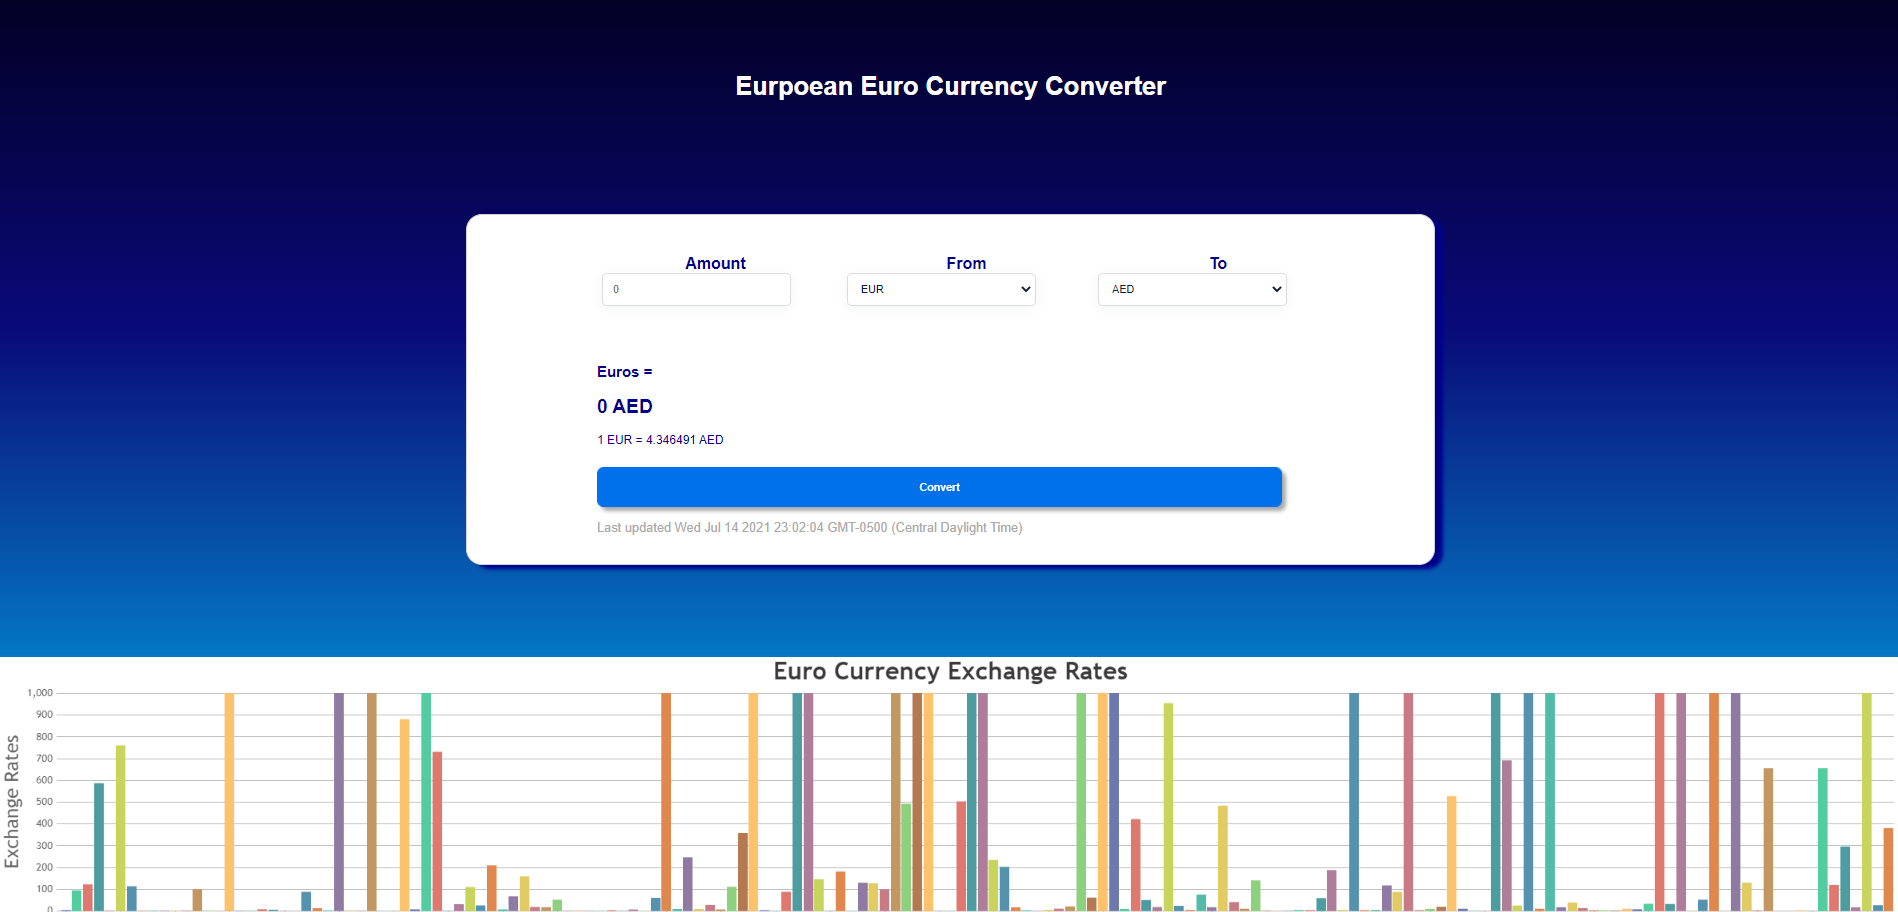 Eurpoean Euro Currency Converter
Amount From To
0 EUR AED
Euros =
0 AED
1 EUR = 4.346491 AED
Convert
Last updated Wed Jul 14 2021 23:02:04 GMT-0500 (Central Daylight Time)
Euro Currency Exchange Rates
Exchange Rates
1,000
900
800
700
600
500
400
300
200
100
0